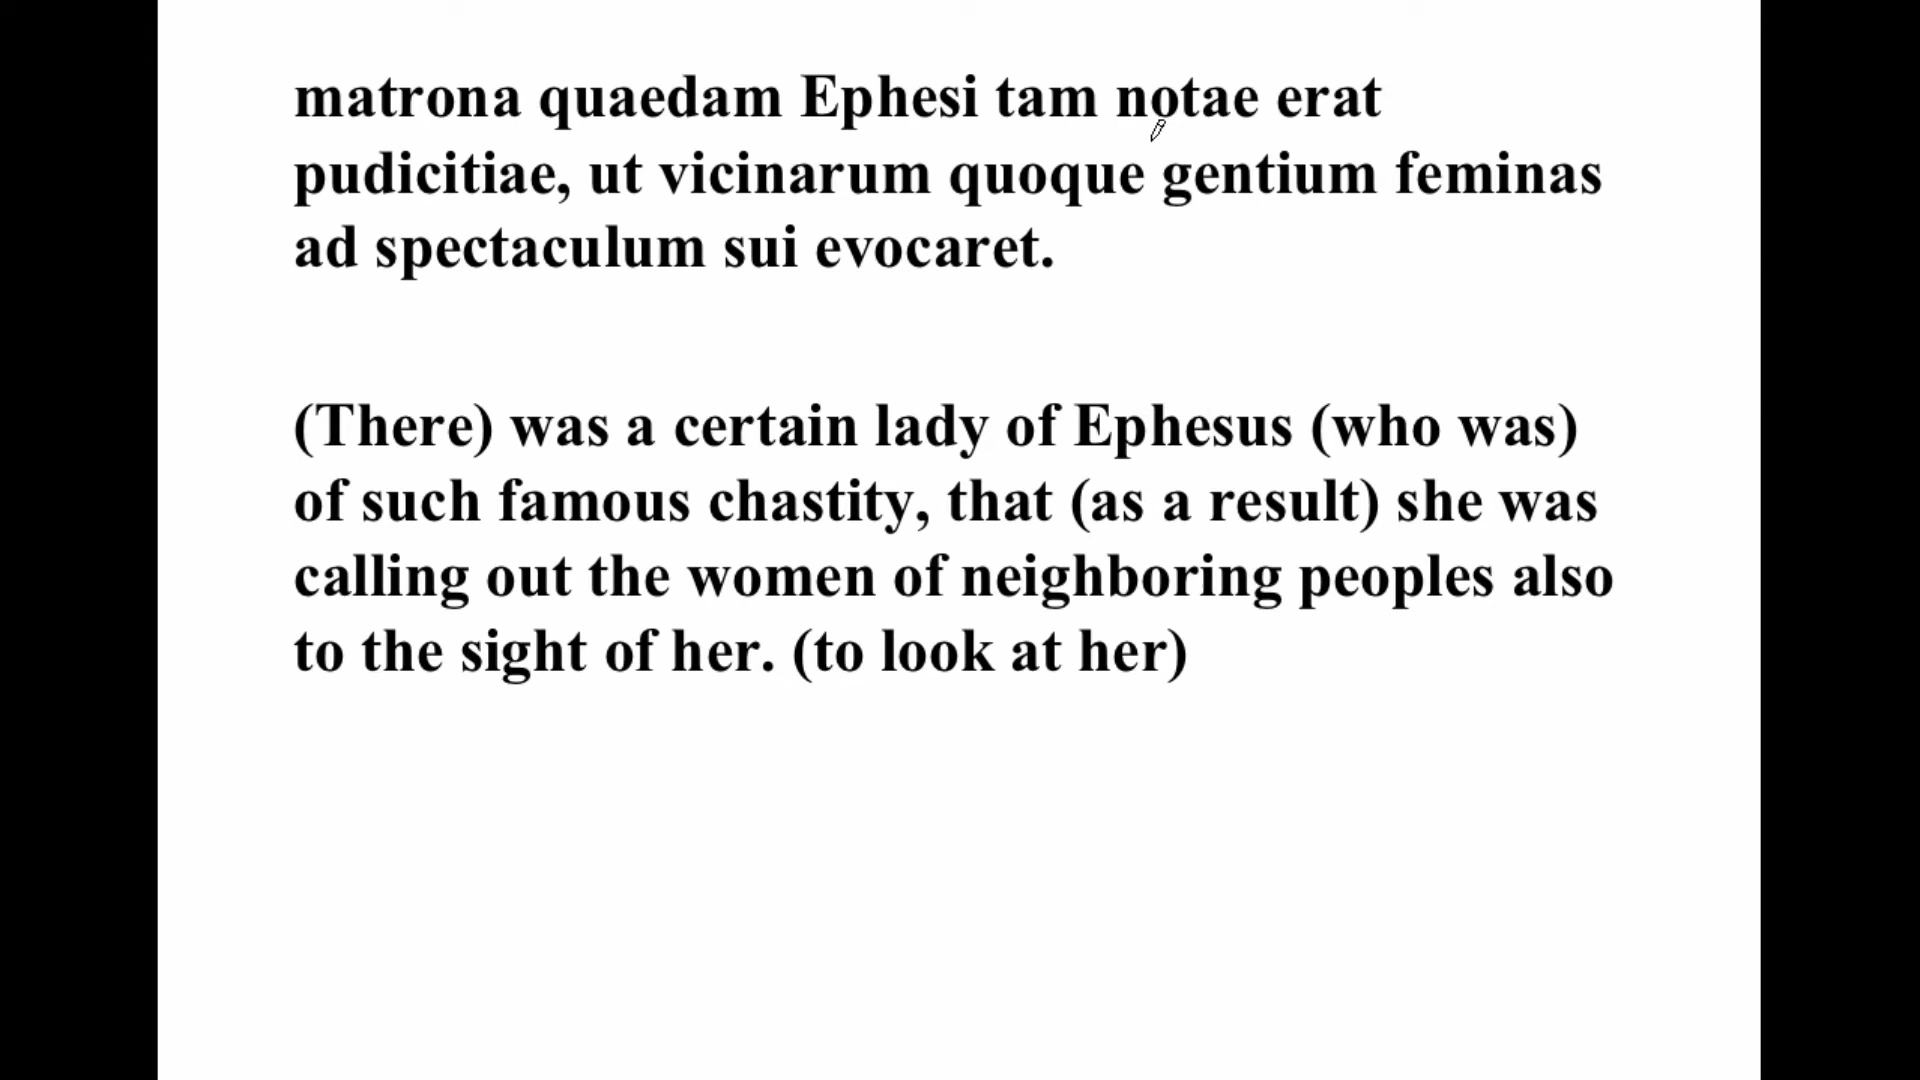 matrona quaedam Ephesi tam notae erat
pudicitiae, ut vicinarum quoque gentium feminas
ad spectaculum sui evocaret.
(There) was a certain lady of Ephesus (who was)
of such famous chastity, that (as a result) she was
calling out the women of neighboring peoples also
to the sight of her. (to look at her)